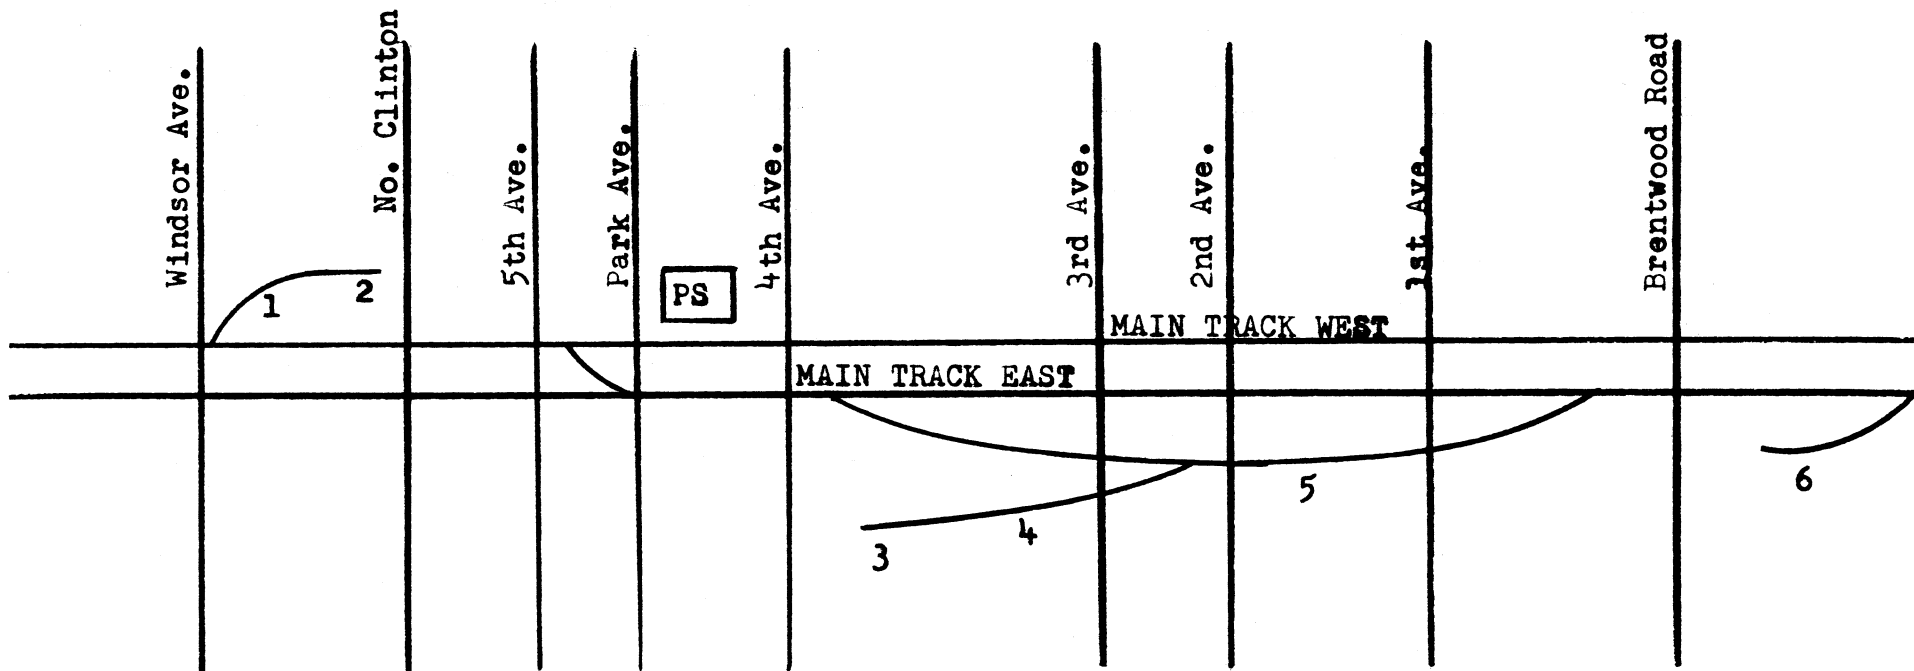 Windsor Ave.
No. Clinton
5th Ave.
Park Ave.
4th Ave.
3rd Ave.
2nd Ave.
1st Ave.
Brentwood Road
PS
1
2
MAIN TRACK WEST
MAIN TRACK EAST
3
4
5
6